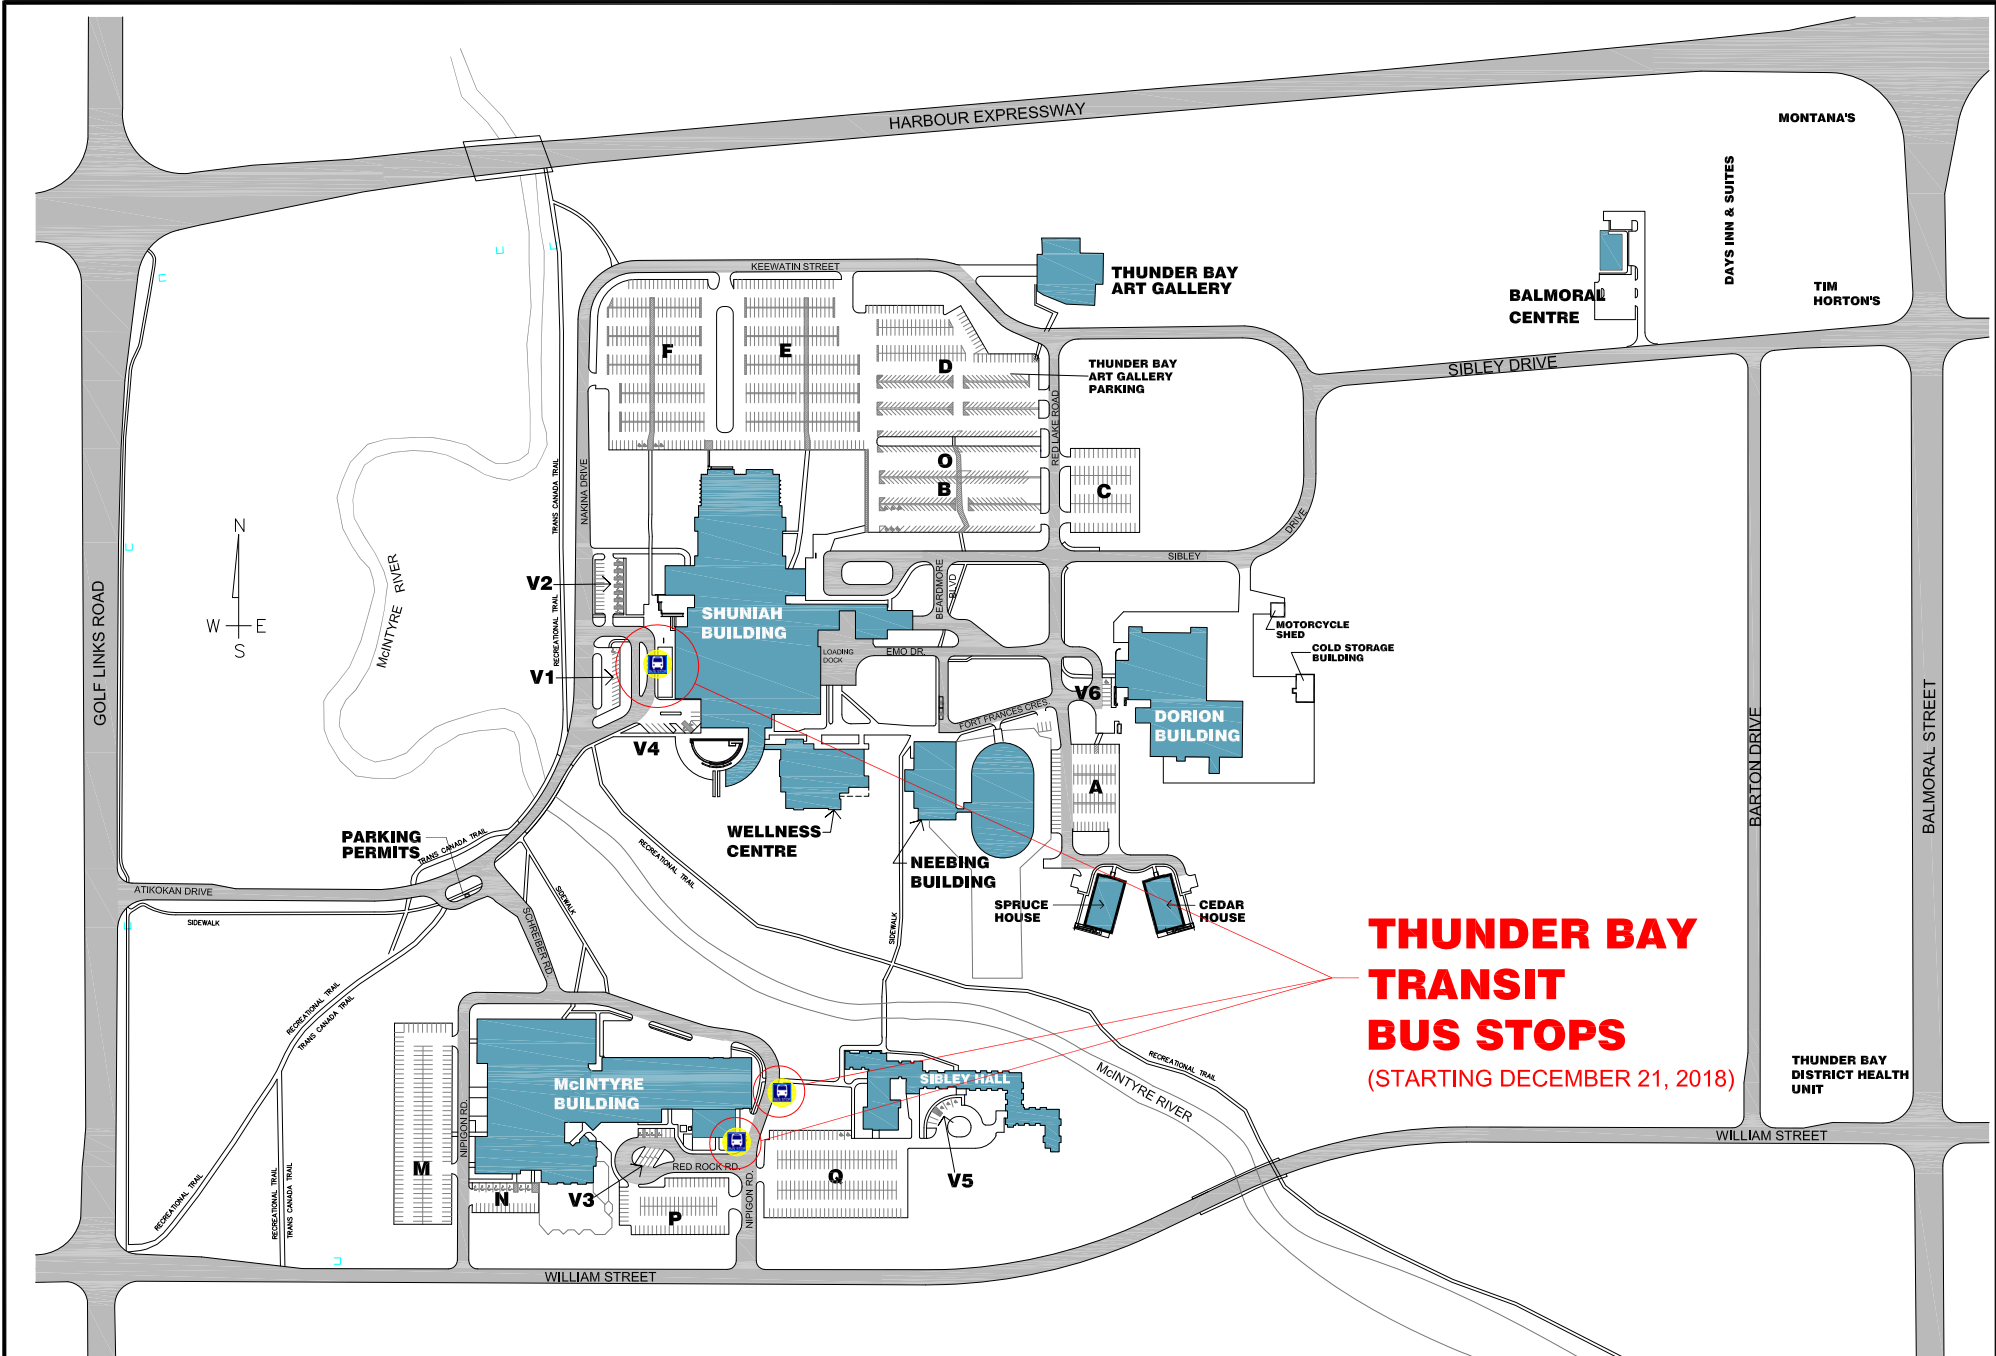 HARBOUR EXPRESSWAY
MONTANA'S
DAYS INN & SUITES
TIM
HORTON'S
BALMORAL
CENTRE
THUNDER BAY
ART GALLERY
KEEWATIN STREET
F
E
D
THUNDER BAY
ART GALLERY
PARKING
SIBLEY DRIVE
RED LAKE ROAD
O
B
C
NAKINA DRIVE
TRANS CANADA TRAIL
RECREATIONAL TRAIL
N
W
E
S
McINTYRE RIVER
GOLF LINKS ROAD
DRIVE
SIBLEY
V2
SHUNIAH
BUILDING
BEARDMORE
BLVD
EMO DR.
LOADING
DOCK
MOTORCYCLE
SHED
COLD STORAGE
BUILDING
V1
V6
FORT FRANCES CRES
DORION
BUILDING
V4
A
BARTON DRIVE
BALMORAL STREET
WELLNESS
CENTRE
NEEBING
BUILDING
PARKING
PERMITS
TRANS CANADA TRAIL
RECREATIONAL TRAIL
ATIKOKAN DRIVE
SIDEWALK
SIDEWALK
SIDEWALK
SCHREIBER RD.
SPRUCE
HOUSE
CEDAR
HOUSE
THUNDER BAY
TRANSIT
BUS STOPS
(STARTING DECEMBER 21, 2018)
RECREATIONAL TRAIL
TRANS CANADA TRAIL
McINTYRE
BUILDING
SIBLEY HALL
McINTYRE RIVER
RECREATIONAL TRAIL
THUNDER BAY
DISTRICT HEALTH
UNIT
WILLIAM STREET
NIPIGON RD.
M
N
V3
RED ROCK RD.
P
NIPIGON RD.
Q
V5
RECREATIONAL TRAIL
RECREATIONAL TRAIL
TRANS CANADA TRAIL
WILLIAM STREET